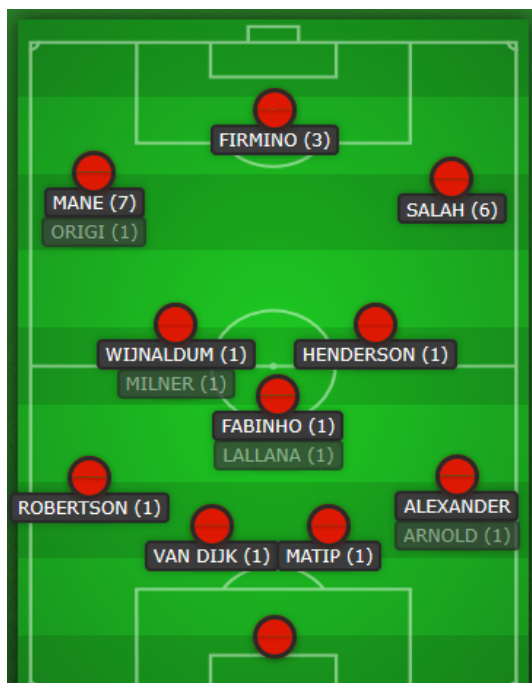 FIRMINO (3)
MANE (7)
ORIGI (1)
SALAH (6)
WIJNALDUM (1)
HENDERSON (1)
MILNER (1)
FABINHO (1)
LALLANA (1)
ROBERTSON (1)
ALEXANDER
ARNOLD (1)
VAN DIJK (1)
MATIP (1)